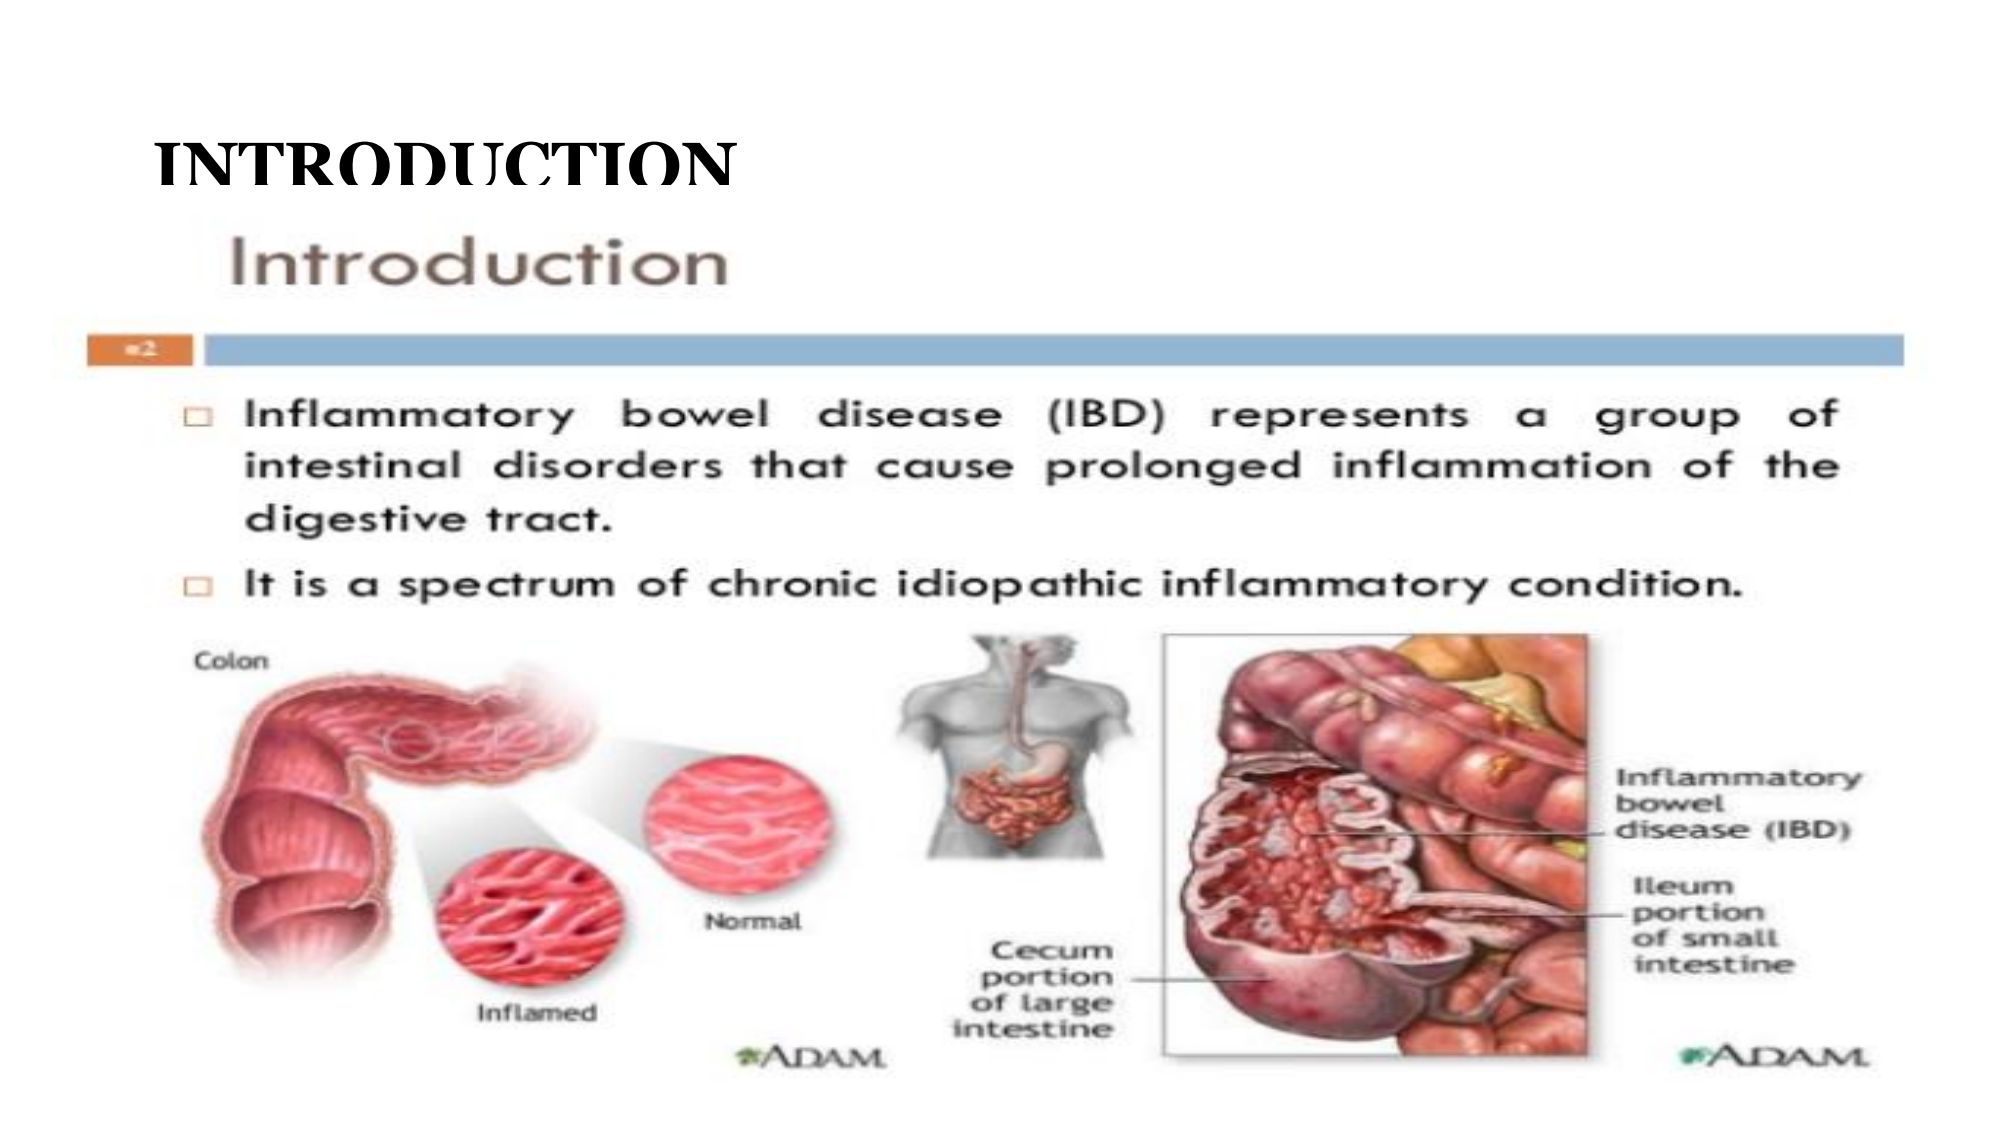 INTRODUCTION
Introduction
Inflammatory bowel disease (IBD) represents a group of
intestinal disorders that cause prolonged inflammation of the
digestive tract.
It is a spectrum of chronic idiopathic inflammatory condition.
Colon
Normal
Inflamed
ADAM.
Cecum
portion
of large
intestine
Inflammatory
bowel
disease (IBD)
Ileum
portion
of small
intestine
ADAM.